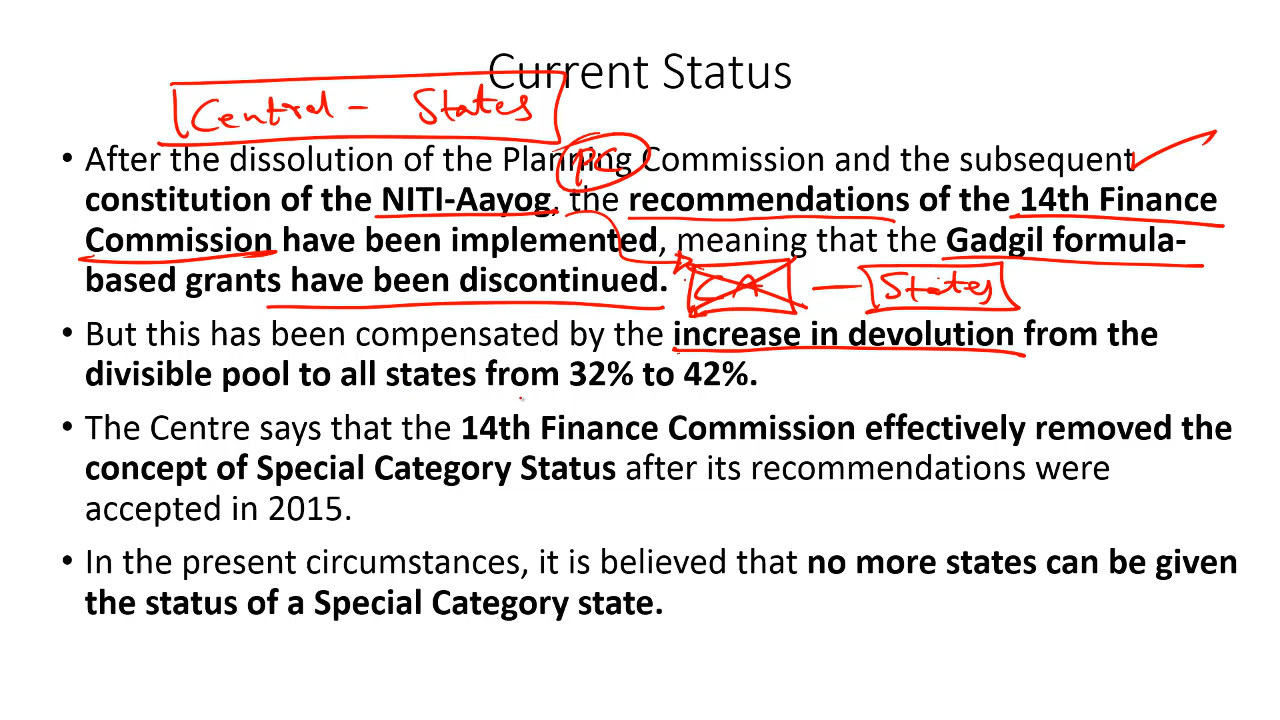 Current Status
Central - States
• After the dissolution of the Planning Commission and the subsequent
PC
constitution of the NITI-Aayog, the recommendations of the 14th Finance
Commission have been implemented, meaning that the Gadgil formula-
based grants have been discontinued.
CA — States
• But this has been compensated by the increase in devolution from the
divisible pool to all states from 32% to 42%.
• The Centre says that the 14th Finance Commission effectively removed the
concept of Special Category Status after its recommendations were
accepted in 2015.
• In the present circumstances, it is believed that no more states can be given
the status of a Special Category state.